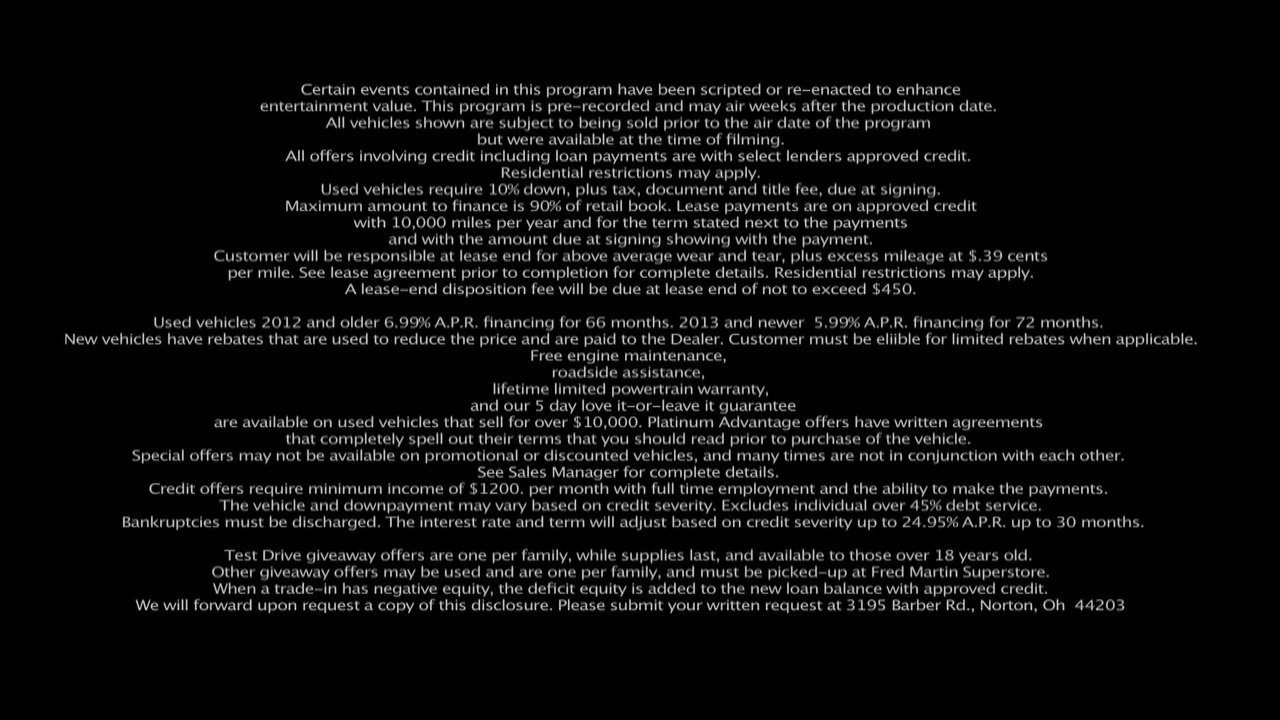 Certain events contained in this program have been scripted or re-enacted to enhance
entertainment value. This program is pre-recorded and may air weeks after the production date.
All vehicles shown are subject to being sold prior to the air date of the program
but were available at the time of filming.
All offers involving credit including loan payments are with select lenders approved credit.
Residential restrictions may apply.
Used vehicles require 10% down, plus tax, document and title fee, due at signing.
Maximum amount to finance is 90% of retail book. Lease payments are on approved credit
with 10,000 miles per year and for the term stated next to the payments
and with the amount due at signing showing with the payment.
Customer will be responsible at lease end for above average wear and tear, plus excess mileage at $.39 cents
per mile. See lease agreement prior to completion for complete details. Residential restrictions may apply.
A lease-end disposition fee will be due at lease end of not to exceed $450.
Used vehicles 2012 and older 6.99% A.P.R. financing for 66 months. 2013 and newer  5.99% A.P.R. financing for 72 months.
New vehicles have rebates that are used to reduce the price and are paid to the Dealer. Customer must be eliible for limited rebates when applicable.
Free engine maintenance,
roadside assistance,
lifetime limited powertrain warranty,
and our 5 day love it-or-leave it guarantee
are available on used vehicles that sell for over $10,000. Platinum Advantage offers have written agreements
that completely spell out their terms that you should read prior to purchase of the vehicle.
Special offers may not be available on promotional or discounted vehicles, and many times are not in conjunction with each other.
See Sales Manager for complete details.
Credit offers require minimum income of $1200. per month with full time employment and the ability to make the payments.
The vehicle and downpayment may vary based on credit severity. Excludes individual over 45% debt service.
Bankruptcies must be discharged. The interest rate and term will adjust based on credit severity up to 24.95% A.P.R. up to 30 months.
Test Drive giveaway offers are one per family, while supplies last, and available to those over 18 years old.
Other giveaway offers may be used and are one per family, and must be picked-up at Fred Martin Superstore.
When a trade-in has negative equity, the deficit equity is added to the new loan balance with approved credit.
We will forward upon request a copy of this disclosure. Please submit your written request at 3195 Barber Rd., Norton, Oh  44203